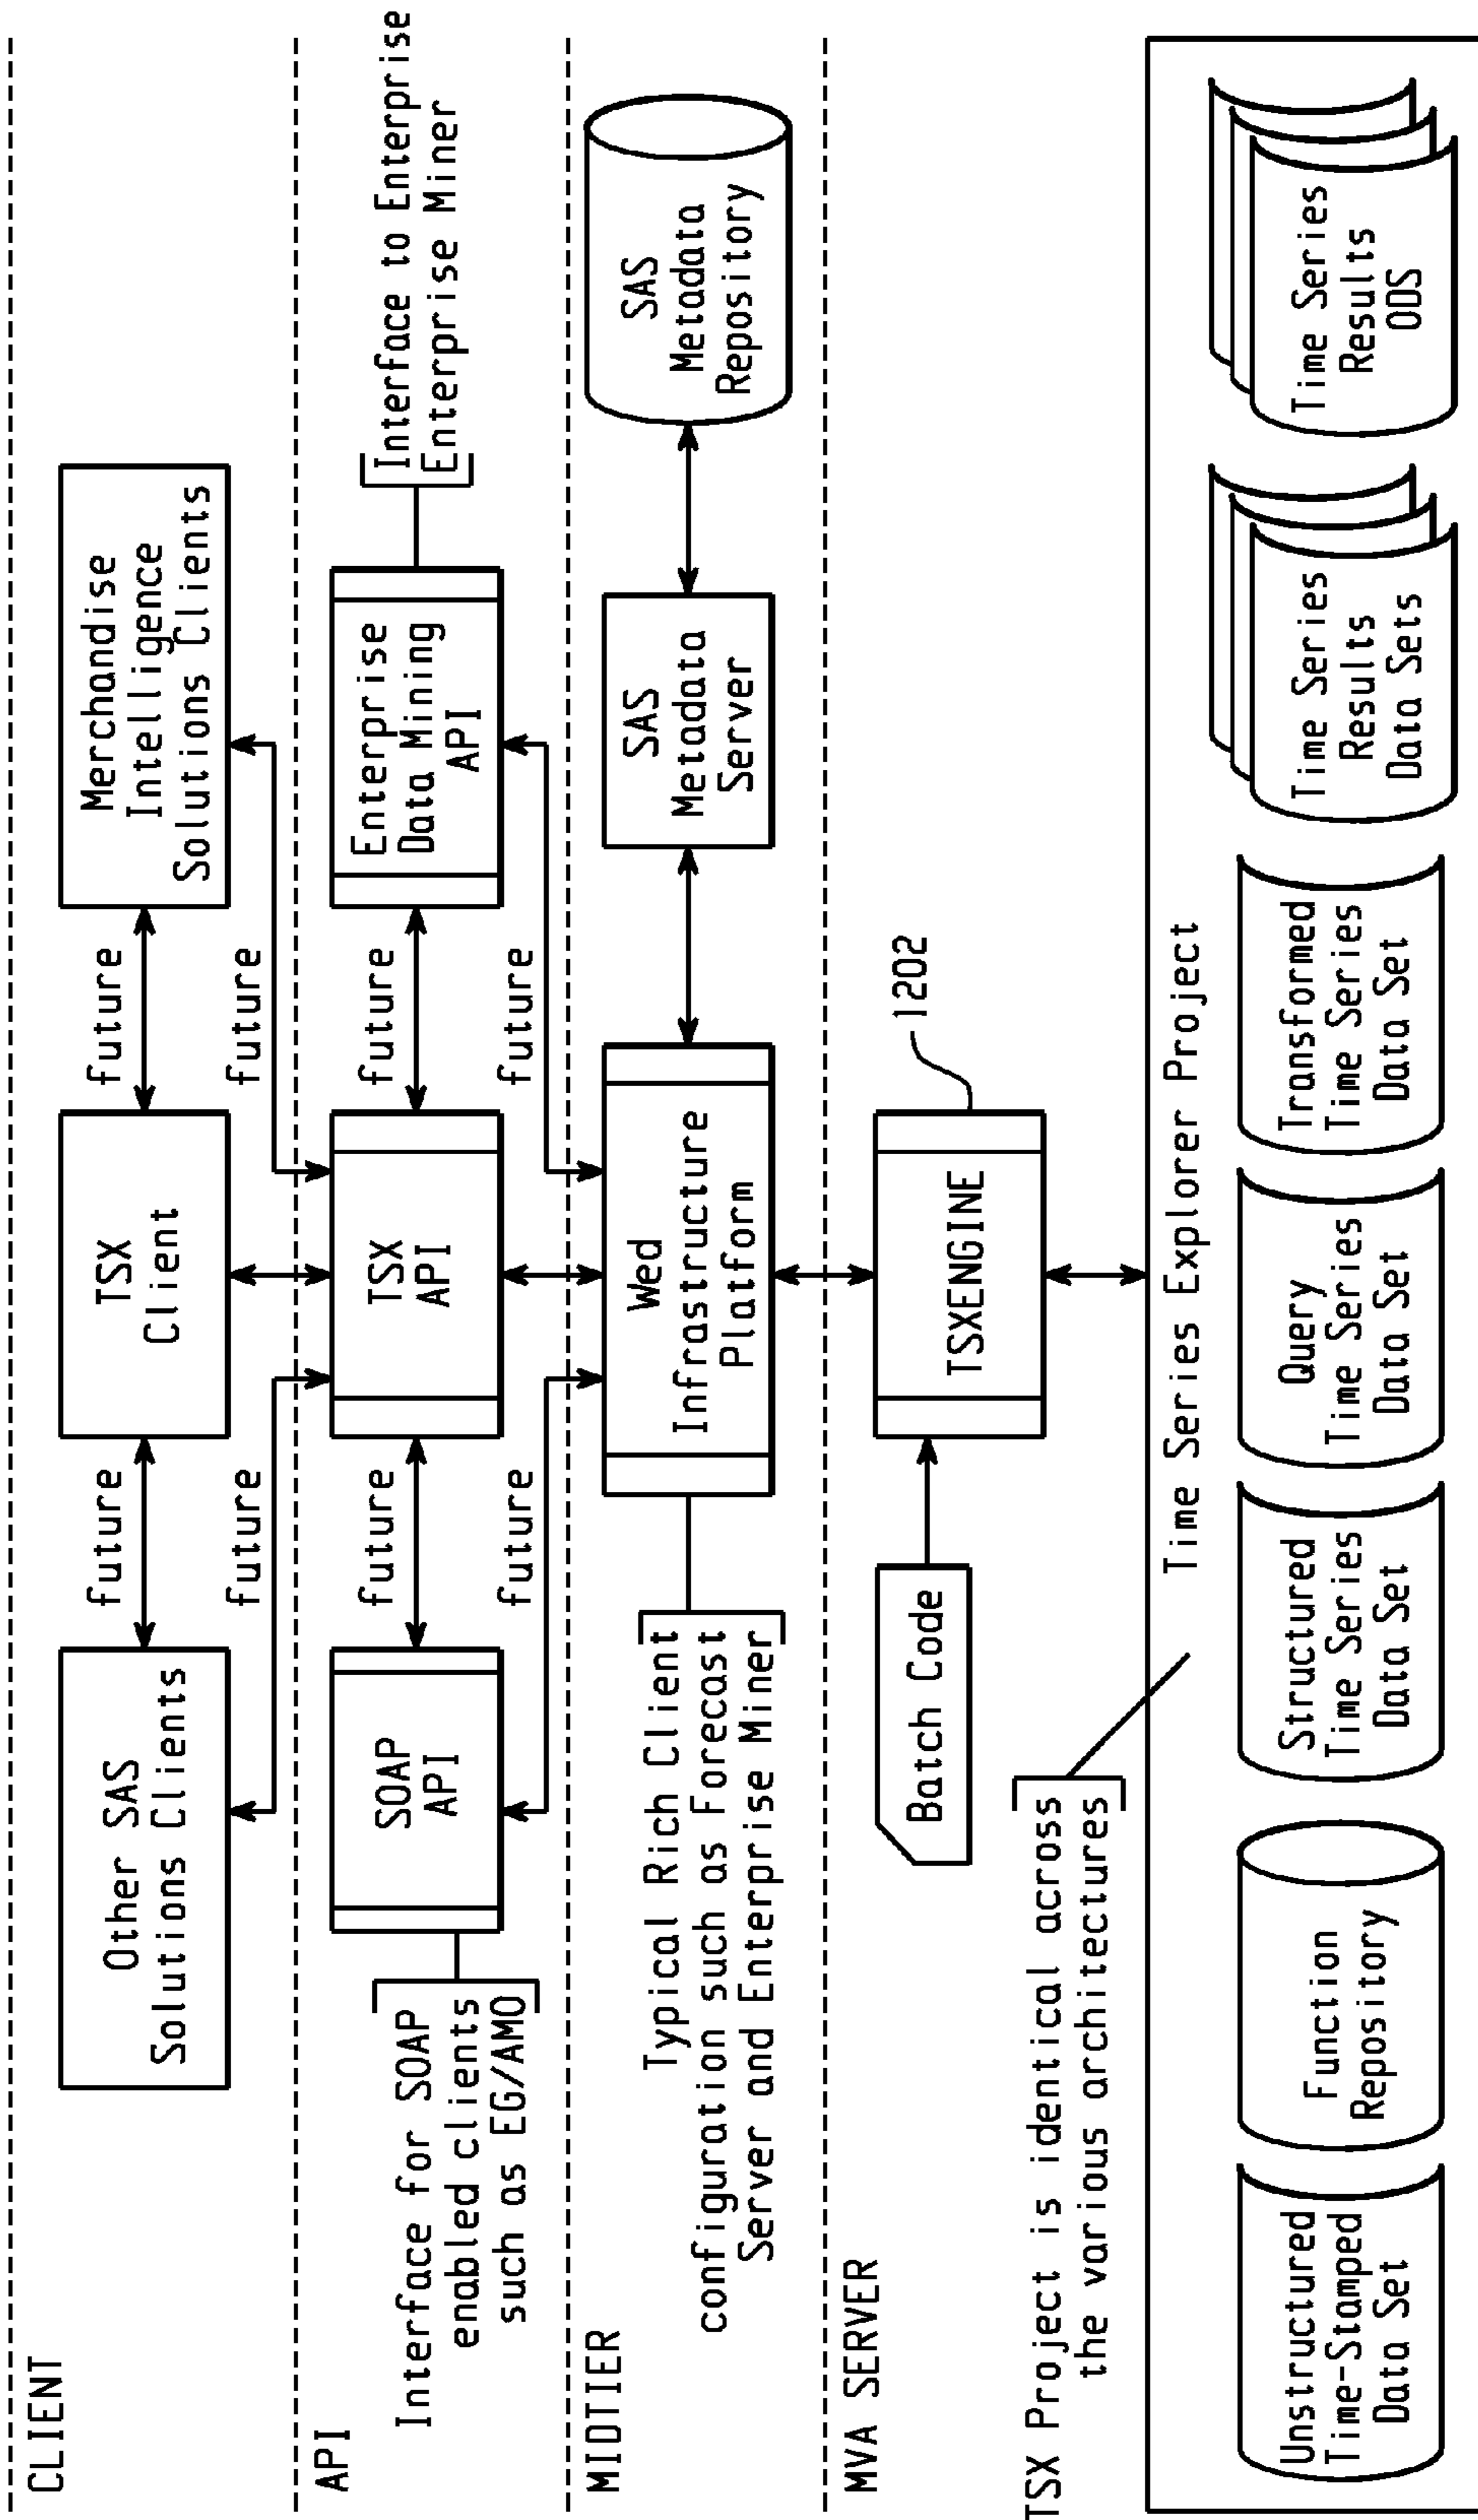 CLIENT
Other SAS
Solutions Clients
future
TSX
Client
future
Merchandise
Intelligence
Solutions Clients
future
future
API
Interface for SOAP
enabled clients
such as EG/AMO
SOAP
API
future
TSX
API
future
Enterprise
Data Mining
API
Interface to Enterprise
Enterprise Miner
future
future
MIDTIER
Typical Rich Client
configuration such as Forecast
Server and Enterprise Miner
Wed
Infrastructure
Platform
SAS
Metadata
Server
SAS
Metadata
Repository
MVA SERVER
Batch Code
TSXENGINE
1202
TSX Project is identical across
the various architectures
Time Series Explorer Project
Unstructured
Time-Stamped
Data Set
Function
Repository
Structured
Time Series
Data Set
Query
Time Series
Data Set
Transformed
Time Series
Data Set
Time Series
Results
Data Sets
Time Series
Results
ODS